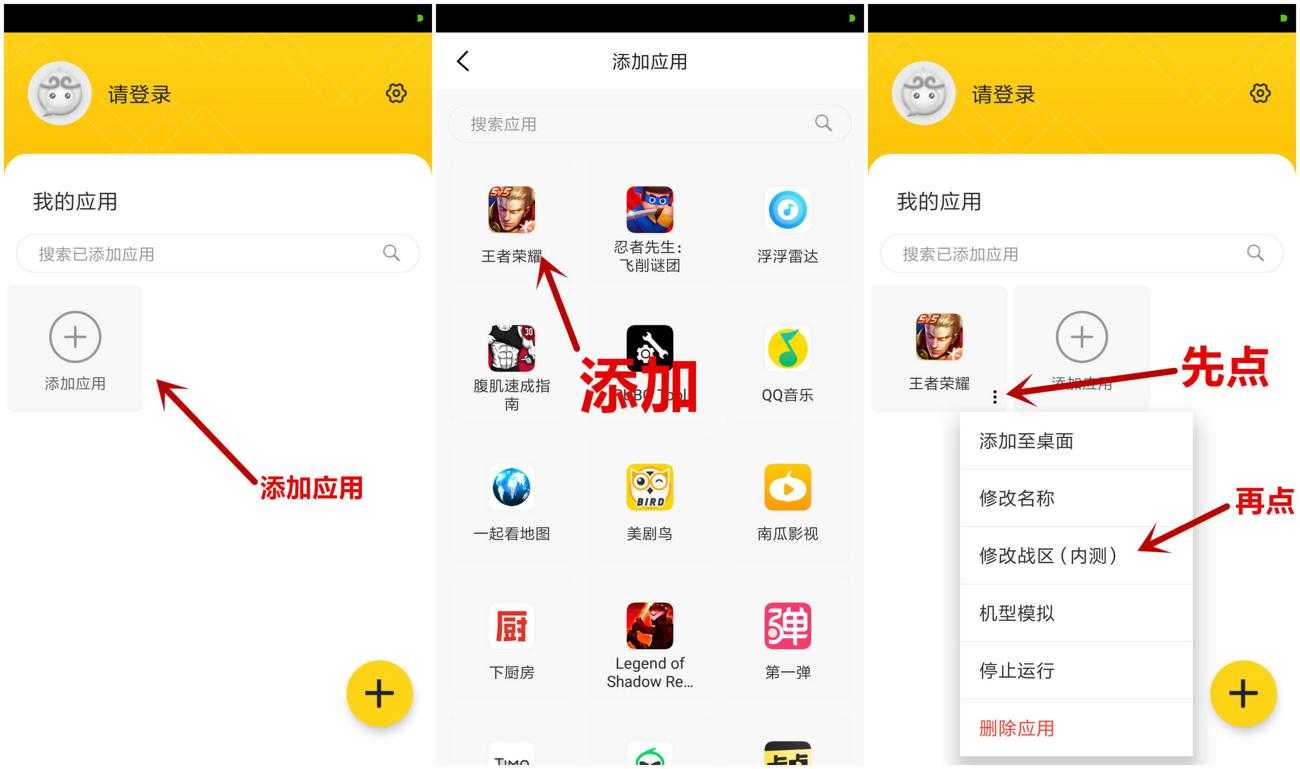 请登录
我的应用
搜索已添加应用
添加应用
添加应用
添加应用
搜索应用
5V5
王者荣耀
忍者先生:
飞削谜团
浮浮雷达
30
腹肌速成指
南
添加
QQ音乐
BIRD
一起看地图
美剧鸟
南瓜影视
厨
弹
下厨房
Legend of
Shadow Re...
第一弹
请登录
我的应用
搜索已添加应用
5V5
王者荣耀
添加应用
先点
添加至桌面
修改名称
再点
修改战区（内测）
机型模拟
停止运行
删除应用